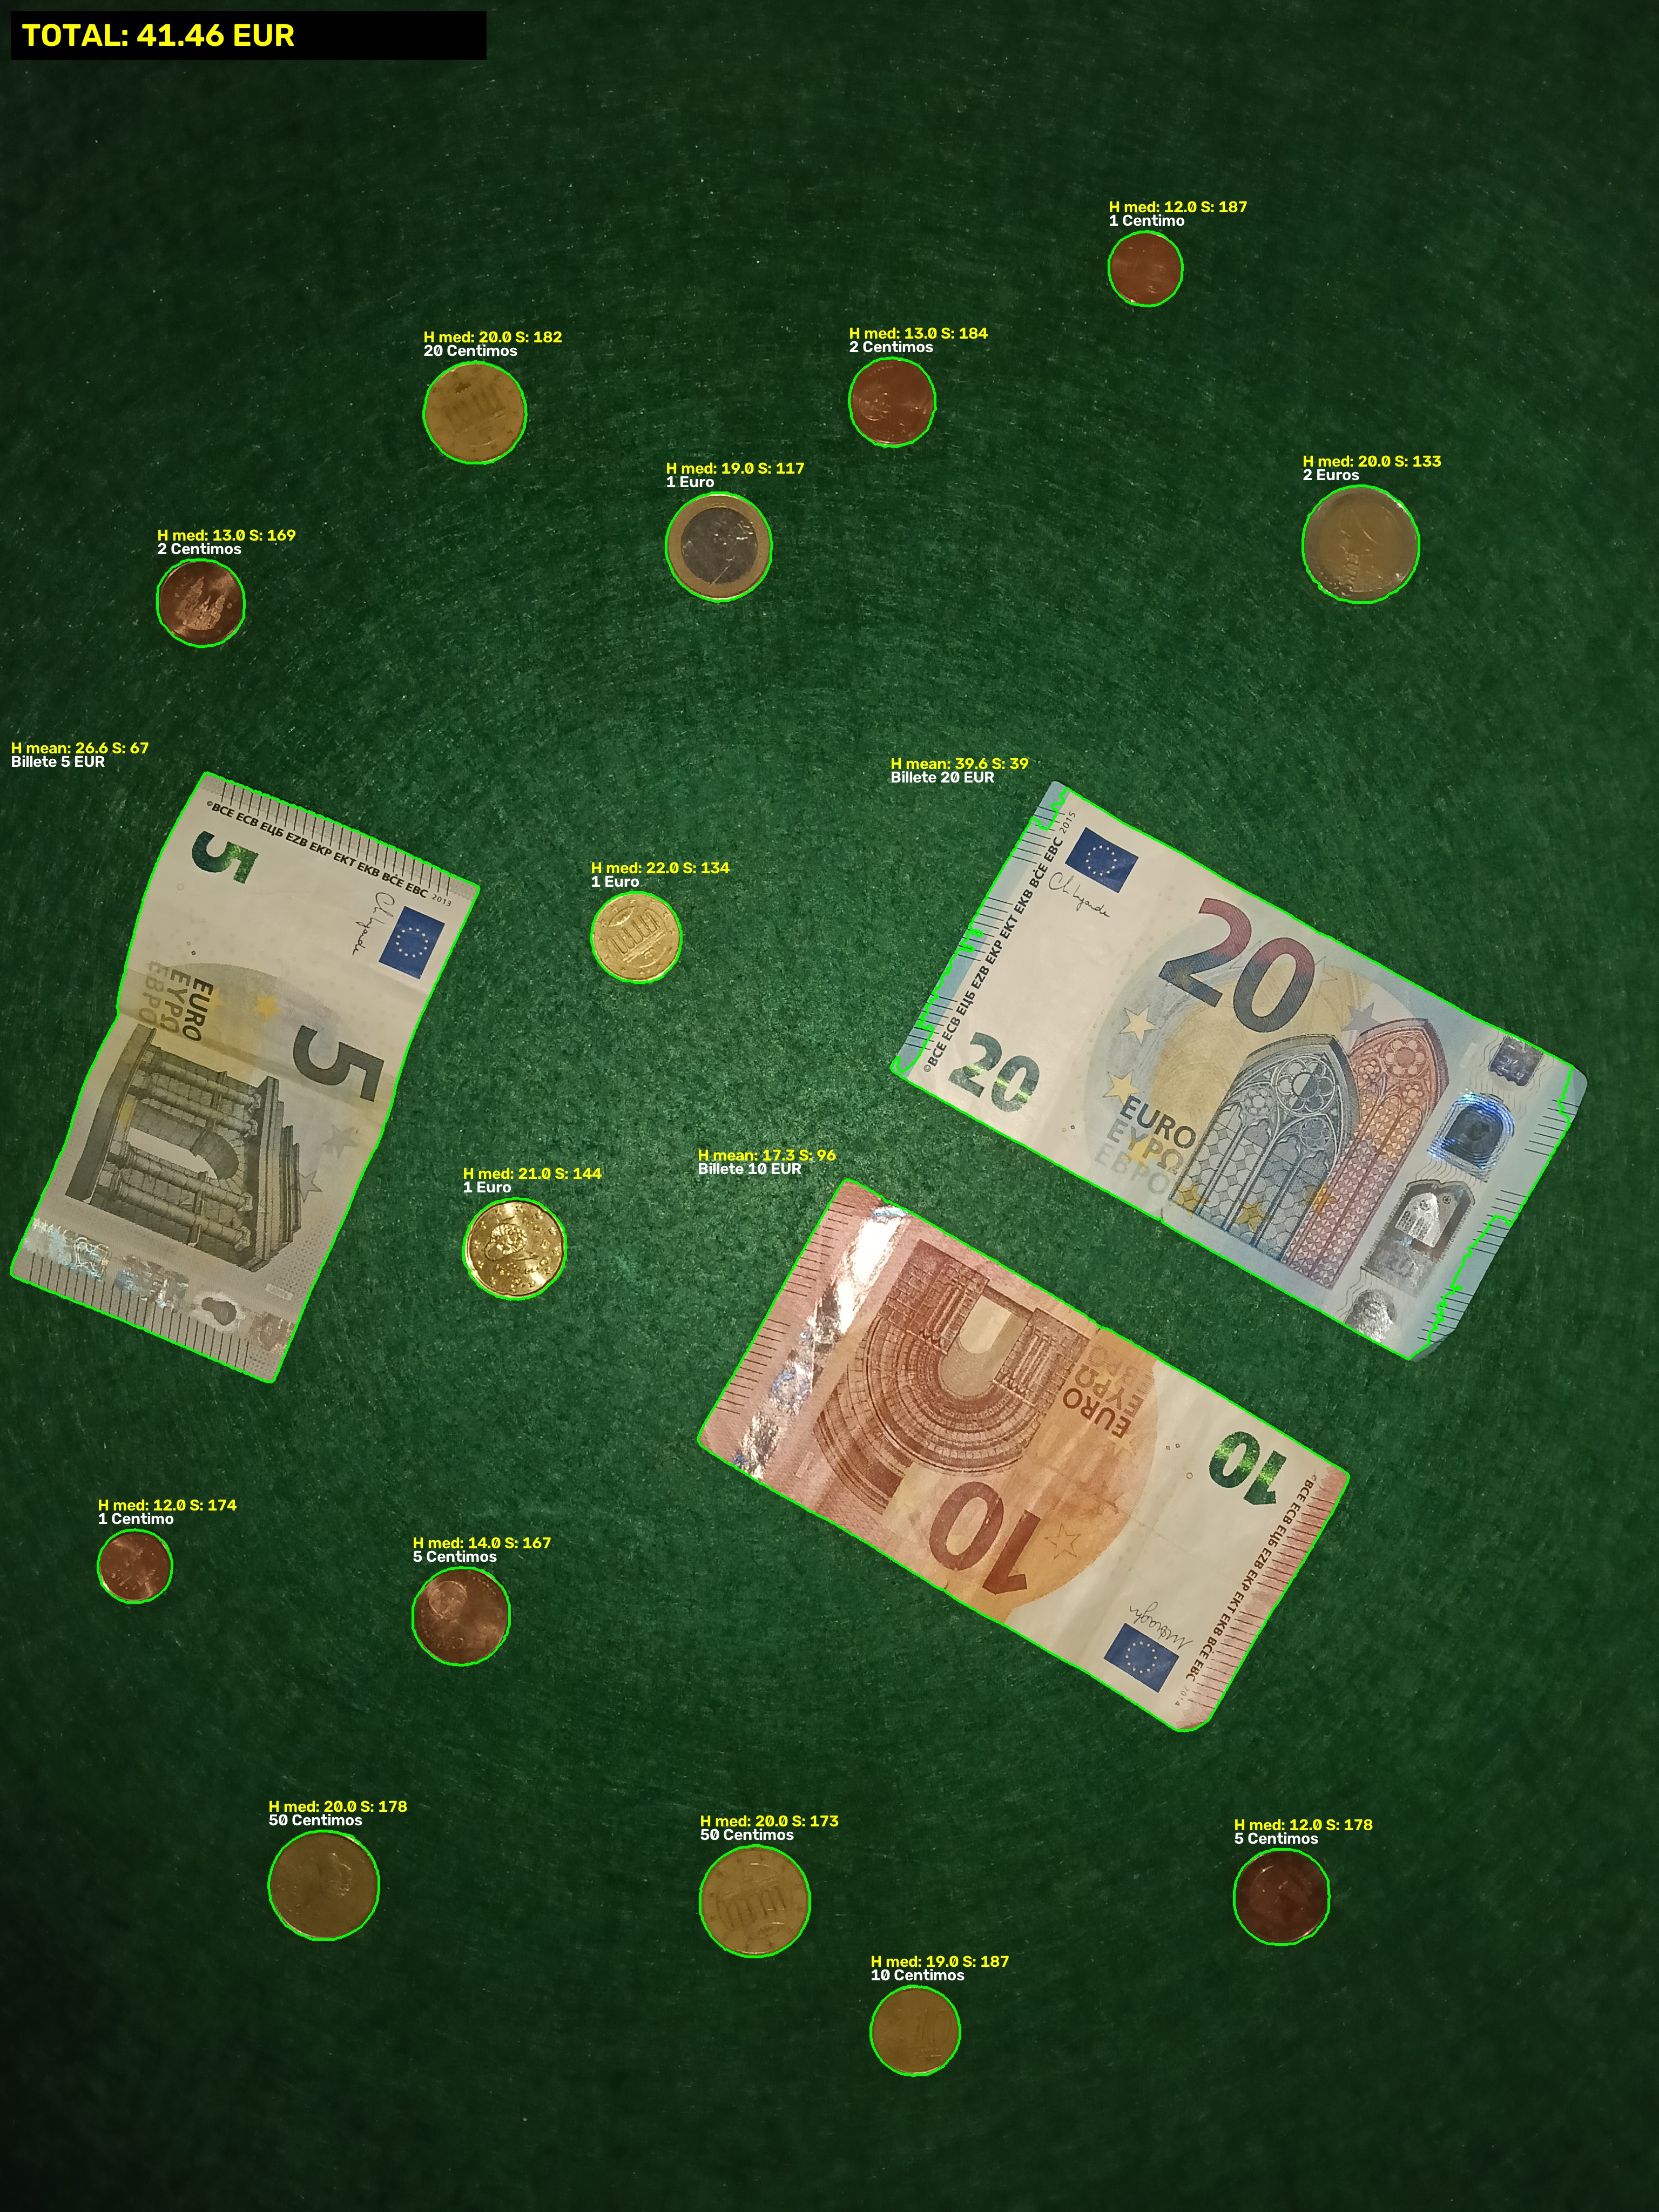 TOTAL: 41.46 EUR
H med: 12.0 S: 187
1 Centimo
H med: 20.0 S: 182
20 Centimos
H med: 13.0 S: 184
2 Centimos
H med: 19.0 S: 117
1 Euro
H med: 20.0 S: 133
2 Euros
H med: 13.0 S: 169
2 Centimos
H mean: 26.6 S: 67
Billete 5 EUR
©BCE ECB ЕЦБ EZB EKP EKT EKB BĊE EBC 2013
5
EURO
ΕΥΡΩ
ЕВРО
5
H mean: 39.6 S: 39
Billete 20 EUR
©BCE ECB ЕЦБ EZB EKP EKT EKB BĊE EBC 2015
20
20
EURO
ΕΥΡΩ
ЕВРО
H med: 22.0 S: 134
1 Euro
H med: 21.0 S: 144
1 Euro
H mean: 17.3 S: 96
Billete 10 EUR
EURO
ΕΥΡΩ
ЕВРО
10
10
©BCE ECB ЕЦБ EZB EKP EKT EKB BĊE EBC 2014
H med: 12.0 S: 174
1 Centimo
H med: 14.0 S: 167
5 Centimos
H med: 20.0 S: 178
50 Centimos
H med: 20.0 S: 173
50 Centimos
H med: 12.0 S: 178
5 Centimos
H med: 19.0 S: 187
10 Centimos